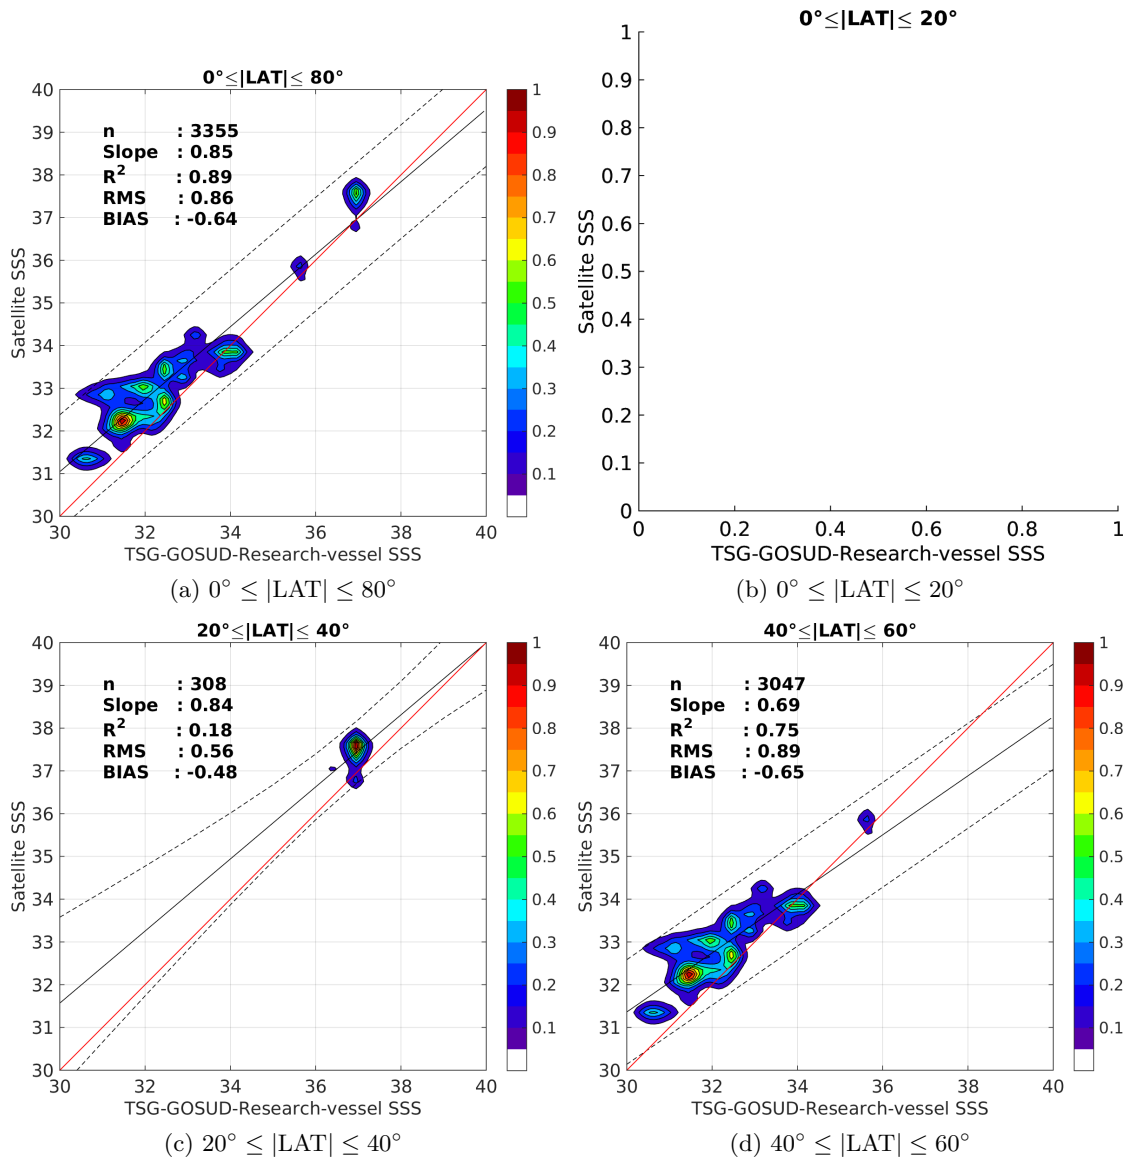 0°≤|LAT|≤ 80°
40
39
38
37
36
35
34
33
32
31
30
Satellite SSS
n : 3355
Slope : 0.85
R2 : 0.89
RMS : 0.86
BIAS : -0.64
30 32 34 36 38 40
TSG-GOSUD-Research-vessel SSS
1
0.9
0.8
0.7
0.6
0.5
0.4
0.3
0.2
0.1
(a) 0° ≤ |LAT| ≤ 80°
0°≤|LAT|≤ 20°
1
0.9
0.8
0.7
0.6
0.5
0.4
0.3
0.2
0.1
0
Satellite SSS
0 0.2 0.4 0.6 0.8 1
TSG-GOSUD-Research-vessel SSS
(b) 0° ≤ |LAT| ≤ 20°
20°≤|LAT|≤ 40°
40
39
38
37
36
35
34
33
32
31
30
Satellite SSS
n : 308
Slope : 0.84
R2 : 0.18
RMS : 0.56
BIAS : -0.48
30 32 34 36 38 40
TSG-GOSUD-Research-vessel SSS
1
0.9
0.8
0.7
0.6
0.5
0.4
0.3
0.2
0.1
(c) 20° ≤ |LAT| ≤ 40°
40°≤|LAT|≤ 60°
40
39
38
37
36
35
34
33
32
31
30
Satellite SSS
n : 3047
Slope : 0.69
R2 : 0.75
RMS : 0.89
BIAS : -0.65
30 32 34 36 38 40
TSG-GOSUD-Research-vessel SSS
1
0.9
0.8
0.7
0.6
0.5
0.4
0.3
0.2
0.1
(d) 40° ≤ |LAT| ≤ 60°